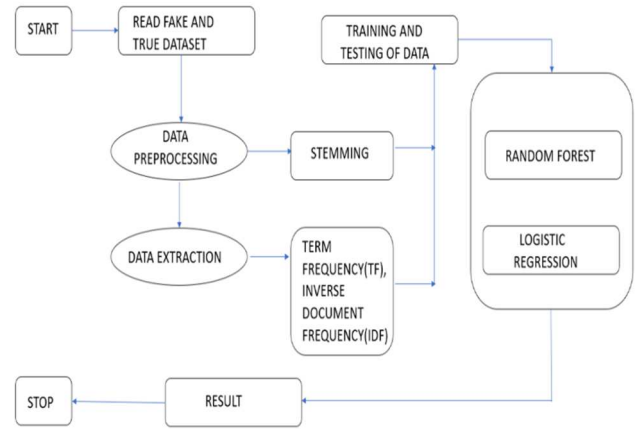 START
READ FAKE AND
TRUE DATASET
TRAINING AND
TESTING OF DATA
DATA
PREPROCESSING
STEMMING
RANDOM FOREST
DATA EXTRACTION
TERM
FREQUENCY(TF),
INVERSE
DOCUMENT
FREQUENCY(IDF)
LOGISTIC
REGRESSION
STOP
RESULT